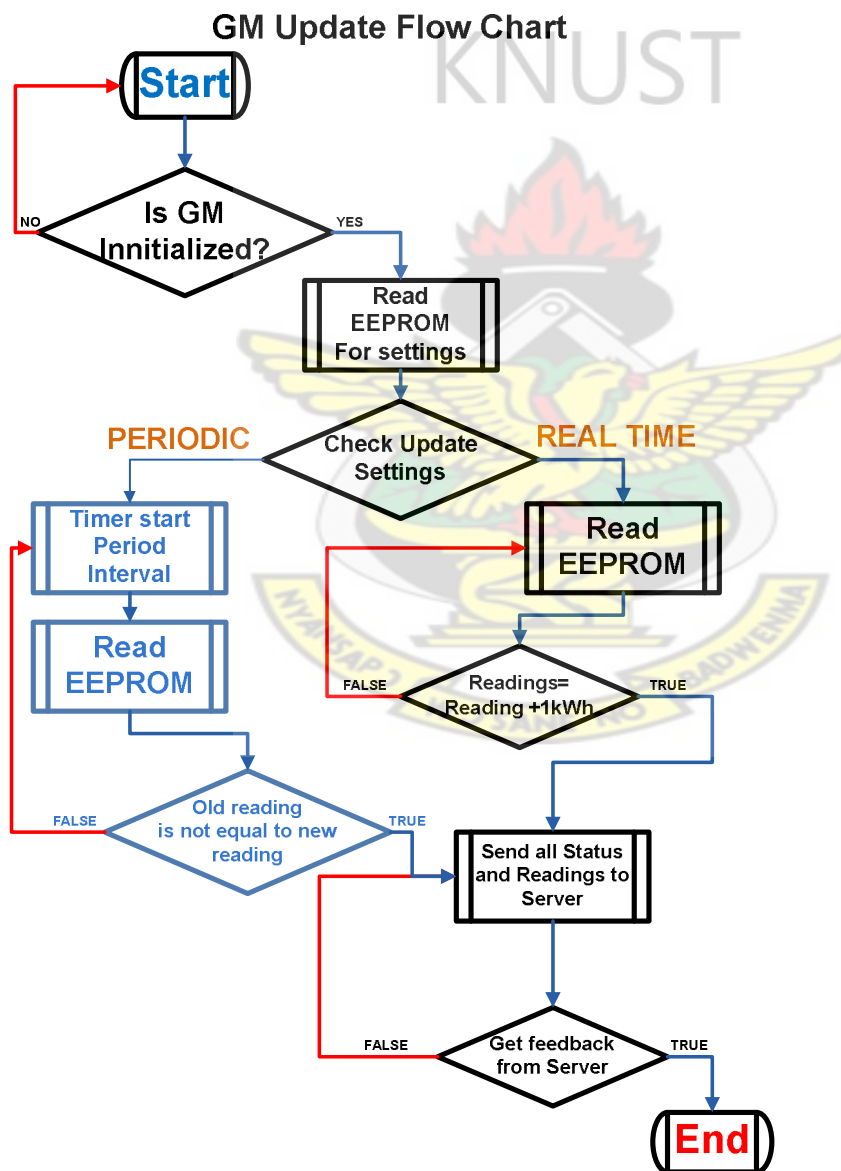 GM Update Flow Chart
KNUST
Start
Is GM
Innitialized?
NO
YES
Read
EEPROM
For settings
PERIODIC
Check Update
Settings
REAL TIME
Timer start
Period
Interval
Read
EEPROM
Read
EEPROM
Readings=
Reading +1kWh
FALSE
TRUE
Old reading
is not equal to new
reading
FALSE
TRUE
Send all Status
and Readings to
Server
Get feedback
from Server
FALSE
TRUE
End